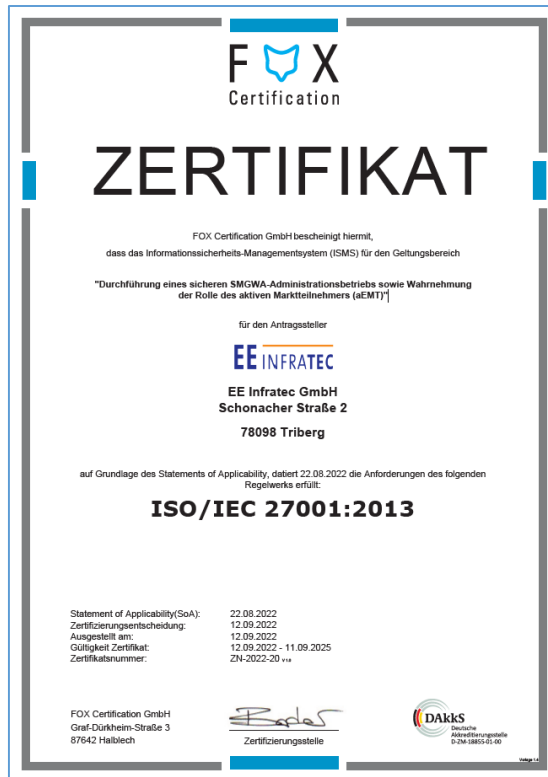 FOX
Certification
ZERTIFIKAT
FOX Certification GmbH bescheinigt hiermit,
dass das Informationssicherheits-Managementsystem (ISMS) für den Geltungsbereich
"Durchführung eines sicheren SMGWA-Administrationsbetriebs sowie Wahrnehmung
der Rolle des aktiven Marktteilnehmers (aEMT)"
für den Antragssteller
EE INFRATEC
EE Infratec GmbH
Schonacher Straße 2
78098 Triberg
auf Grundlage des Statements of Applicability, datiert 22.08.2022 die Anforderungen des folgenden
Regelwerks erfüllt:
ISO/IEC 27001:2013
Statement of Applicability(SoA): 22.08.2022
Zertifizierungsentscheidung: 12.09.2022
Ausgestellt am: 12.09.2022
Gültigkeit Zertifikat: 12.09.2022 - 11.09.2025
Zertifikatsnummer: ZN-2022-20
FOX Certification GmbH
Graf-Dürkheim-Straße 3
87642 Halblech
Zertifizierungsstelle
DAkkS
Deutsche
Akkreditierungsstelle
D-ZM-18855-01-00